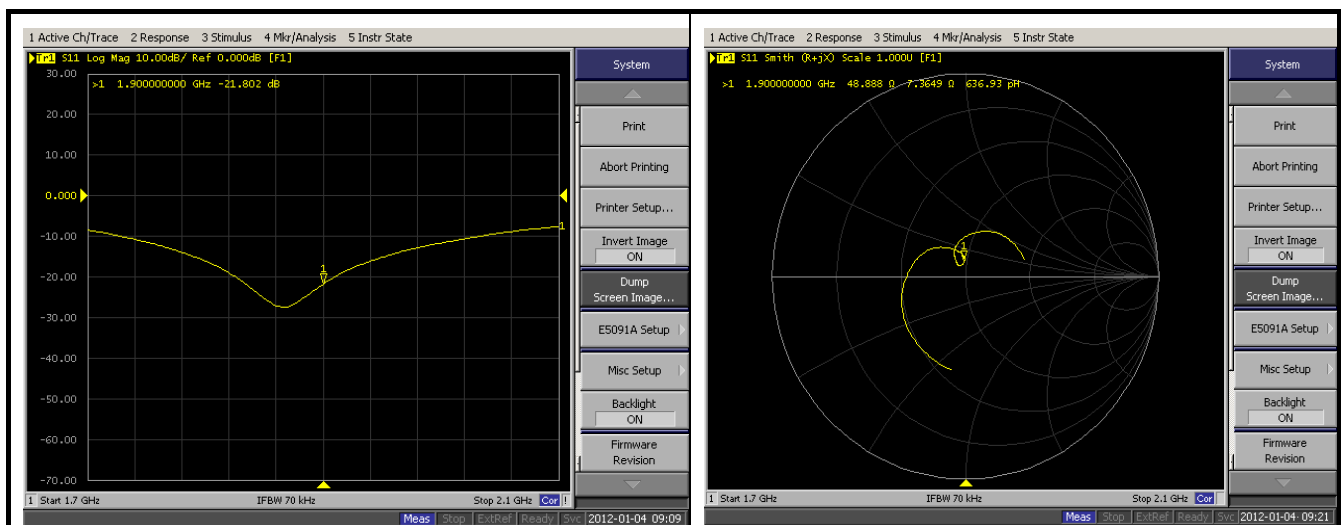 1 Active Ch/Trace 2 Response 3 Stimulus 4 Mkr/Analysis 5 Instr State
Tr1 S11 Log Mag 10.00dB/ Ref 0.000dB [F1]
>1 1.900000000 GHz -21.802 dB
30.00
20.00
10.00
0.000
-10.00
-20.00
-30.00
-40.00
-50.00
-60.00
-70.00
1
1
1 Start 1.7 GHz IFBW 70 kHz Stop 2.1 GHz Cor !
Meas Stop ExtRef Ready Svc 2012-01-04 09:09
System
Print
Abort Printing
Printer Setup...
Invert Image
ON
Dump
Screen Image...
E5091A Setup
Misc Setup
Backlight
ON
Firmware
Revision
1 Active Ch/Trace 2 Response 3 Stimulus 4 Mkr/Analysis 5 Instr State
Tr1 S11 Smith (R+jX) Scale 1.000U [F1]
>1 1.900000000 GHz 48.888 Ω 7.3649 Ω 636.93 pH
1
1 Start 1.7 GHz IFBW 70 kHz Stop 2.1 GHz Cor
Meas Stop ExtRef Ready Svc 2012-01-04 09:21
System
Print
Abort Printing
Printer Setup...
Invert Image
ON
Dump
Screen Image...
E5091A Setup
Misc Setup
Backlight
ON
Firmware
Revision